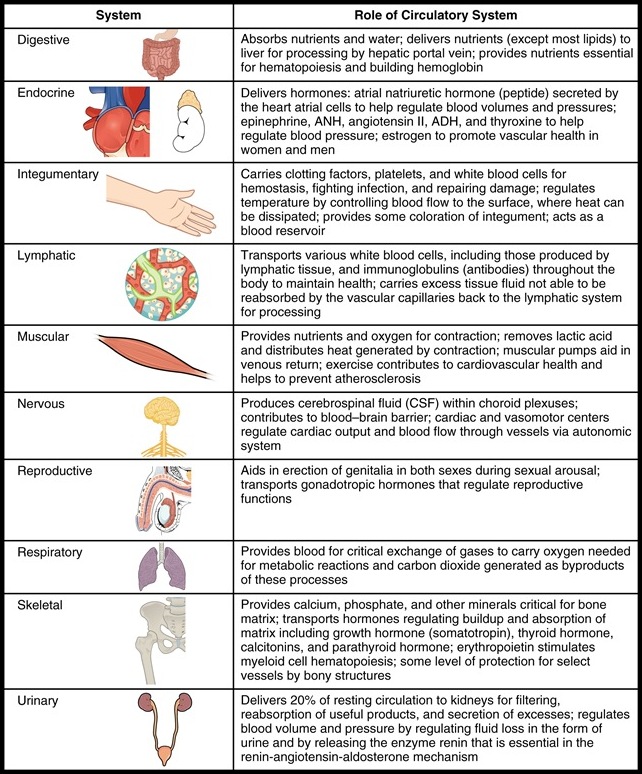 System
Role of Circulatory System
Digestive
Absorbs nutrients and water; delivers nutrients (except most lipids) to
liver for processing by hepatic portal vein; provides nutrients essential
for hematopoiesis and building hemoglobin
Endocrine
Delivers hormones: atrial natriuretic hormone (peptide) secreted by
the heart atrial cells to help regulate blood volumes and pressures;
epinephrine, ANH, angiotensin II, ADH, and thyroxine to help
regulate blood pressure; estrogen to promote vascular health in
women and men
Integumentary
Carries clotting factors, platelets, and white blood cells for
hemostasis, fighting infection, and repairing damage; regulates
temperature by controlling blood flow to the surface, where heat can
be dissipated; provides some coloration of integument; acts as a
blood reservoir
Lymphatic
Transports various white blood cells, including those produced by
lymphatic tissue, and immunoglobulins (antibodies) throughout the
body to maintain health; carries excess tissue fluid not able to be
reabsorbed by the vascular capillaries back to the lymphatic system
for processing
Muscular
Provides nutrients and oxygen for contraction; removes lactic acid
and distributes heat generated by contraction; muscular pumps aid in
venous return; exercise contributes to cardiovascular health and
helps to prevent atherosclerosis
Nervous
Produces cerebrospinal fluid (CSF) within choroid plexuses;
contributes to blood–brain barrier; cardiac and vasomotor centers
regulate cardiac output and blood flow through vessels via autonomic
system
Reproductive
Aids in erection of genitalia in both sexes during sexual arousal;
transports gonadotropic hormones that regulate reproductive
functions
Respiratory
Provides blood for critical exchange of gases to carry oxygen needed
for metabolic reactions and carbon dioxide generated as byproducts
of these processes
Skeletal
Provides calcium, phosphate, and other minerals critical for bone
matrix; transports hormones regulating buildup and absorption of
matrix including growth hormone (somatotropin), thyroid hormone,
calcitonins, and parathyroid hormone; erythropoietin stimulates
myeloid cell hematopoiesis; some level of protection for select
vessels by bony structures
Urinary
Delivers 20% of resting circulation to kidneys for filtering,
reabsorption of useful products, and secretion of excesses; regulates
blood volume and pressure by regulating fluid loss in the form of
urine and by releasing the enzyme renin that is essential in the
renin-angiotensin-aldosterone mechanism